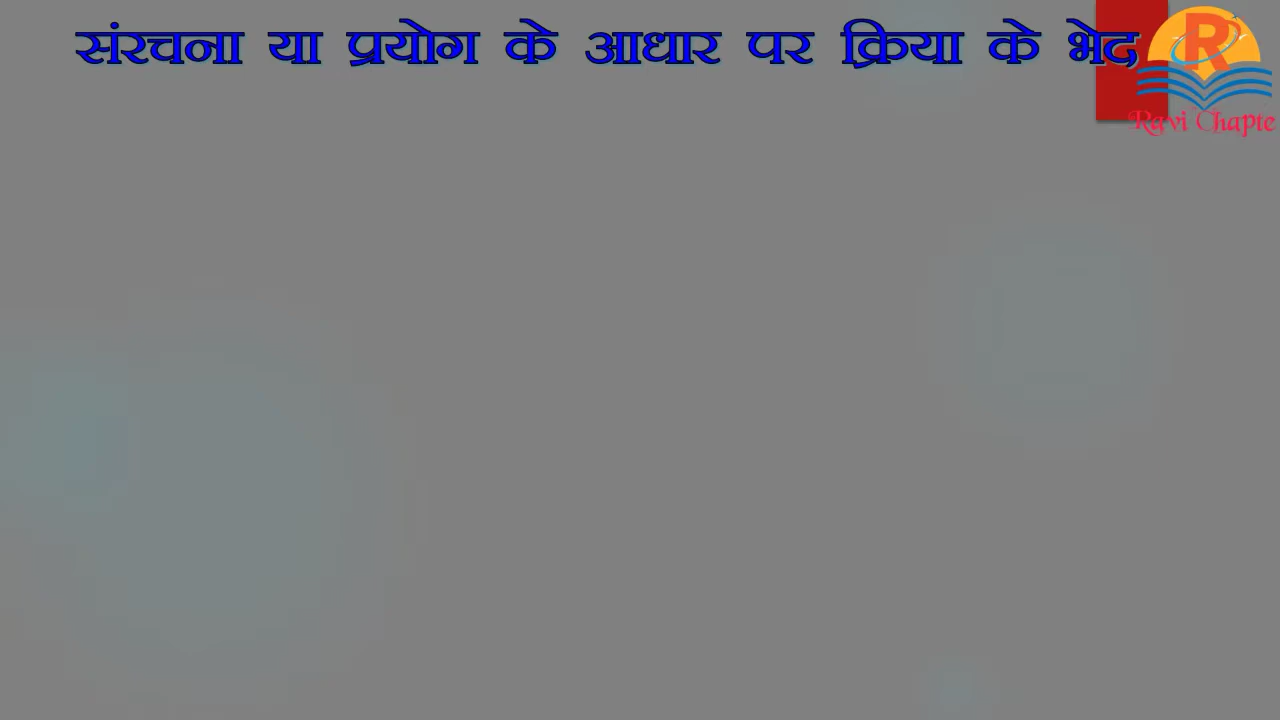 संरचना या प्रयोग के आधार पर क्रिया के भेद
R
Ravi Chapte